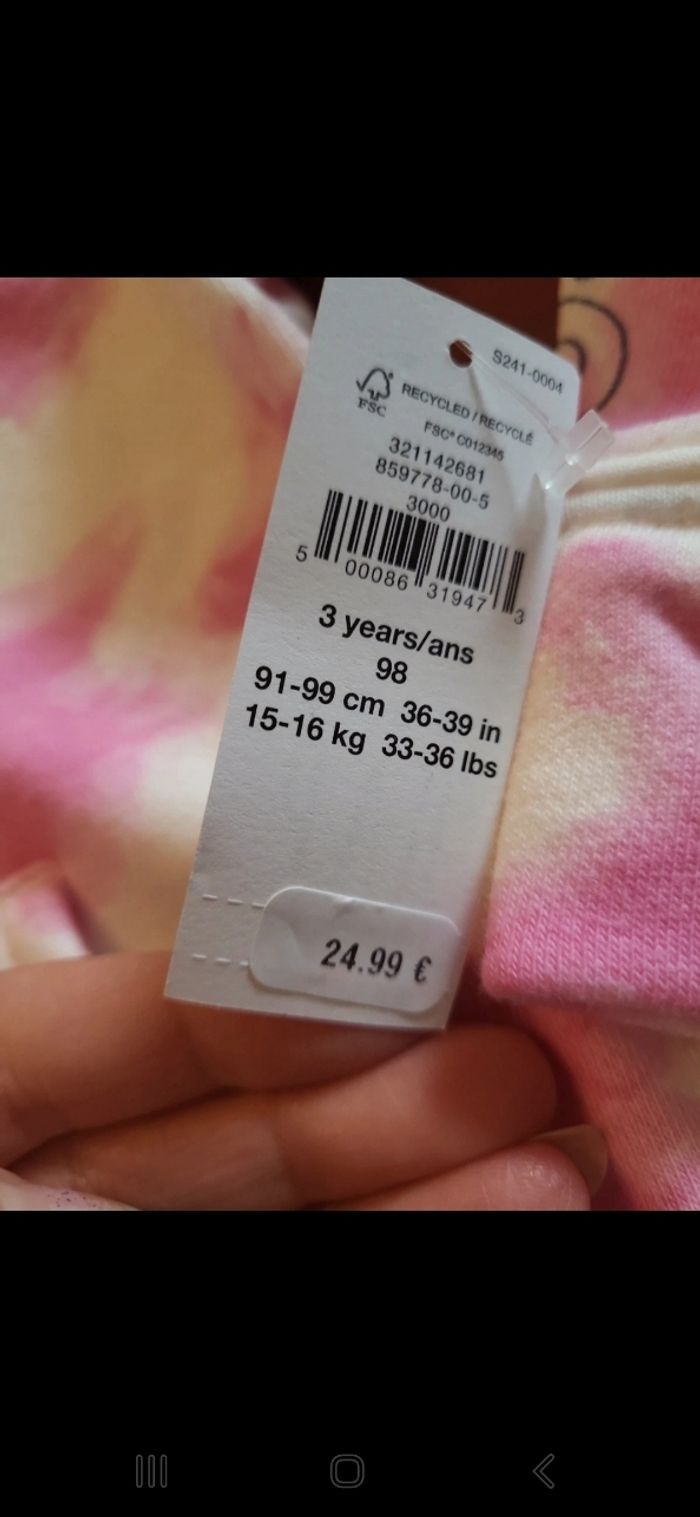 S241-0004
FSC
RECYCLED / RECYCLÉ
FSC® C012345
321142681
859778-00-5
3000
5 00086 31947 3
3 years/ans
98
91-99 cm 36-39 in
15-16 kg 33-36 lbs
24.99 €